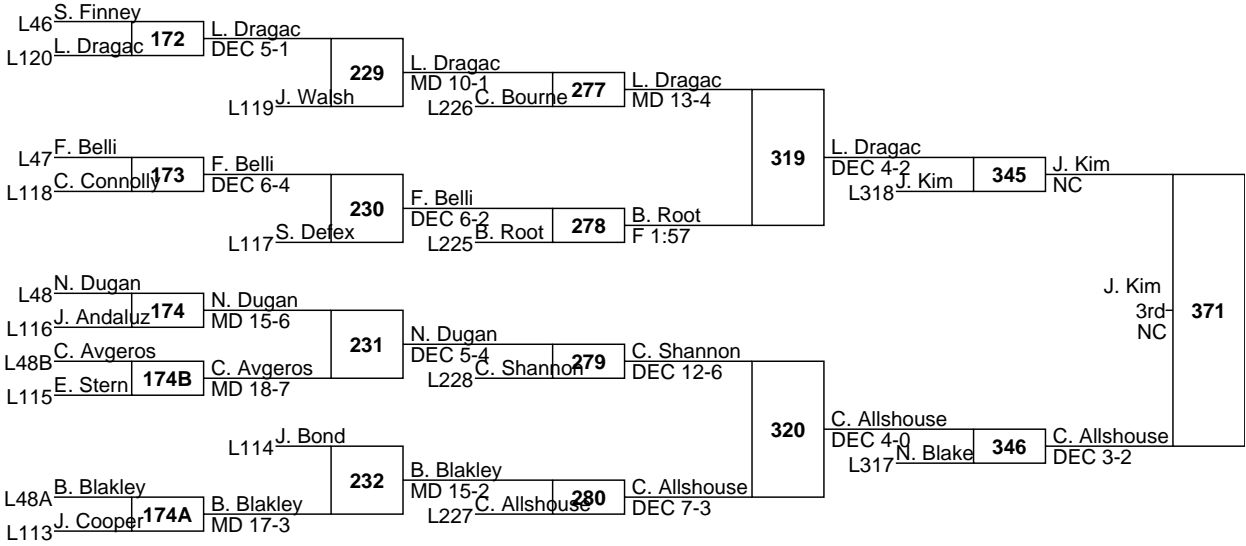 L46 S. Finney
172
L120 L. Dragac
L. Dragac
DEC 5-1
229
L119 J. Walsh
L. Dragac
MD 10-1
L226 C. Bourne
277
L. Dragac
MD 13-4
L47 F. Belli
173
L118 C. Connolly
F. Belli
DEC 6-4
230
L117 S. Defex
F. Belli
DEC 6-2
L225 B. Root
278
B. Root
F 1:57
319
L. Dragac
DEC 4-2
L318 J. Kim
345
J. Kim
NC
L48 N. Dugan
174
L116 J. Andaluz
N. Dugan
MD 15-6
L48B C. Avgeros
174B
L115 E. Stern
C. Avgeros
MD 18-7
231
N. Dugan
DEC 5-4
L228 C. Shannon
279
C. Shannon
DEC 12-6
L114 J. Bond
232
L48A B. Blakley
174A
L113 J. Cooper
B. Blakley
MD 17-3
B. Blakley
MD 15-2
L227 C. Allshouse
280
C. Allshouse
DEC 7-3
320
C. Allshouse
DEC 4-0
L317 N. Blake
346
C. Allshouse
DEC 3-2
371
J. Kim
3rd
NC